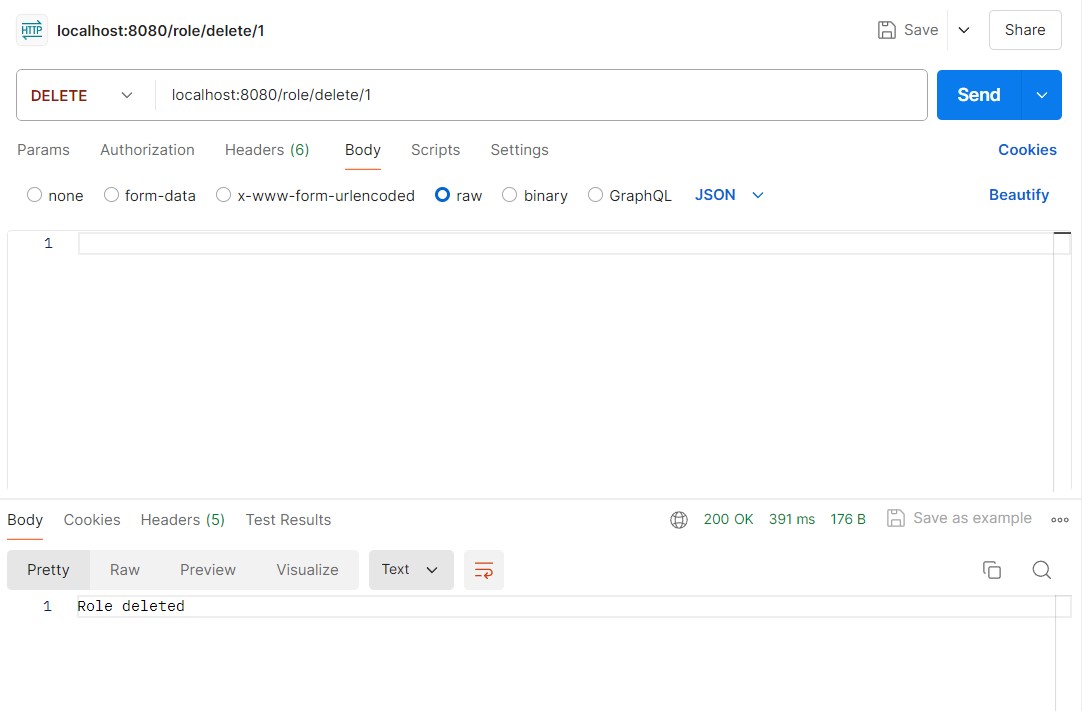 HTTP localhost:8080/role/delete/1 Save Share
DELETE localhost:8080/role/delete/1 Send
Params Authorization Headers (6) Body Scripts Settings Cookies
none form-data x-www-form-urlencoded raw binary GraphQL JSON Beautify
1
Body Cookies Headers (5) Test Results 200 OK 391 ms 176 B Save as example
Pretty Raw Preview Visualize Text
1 Role deleted